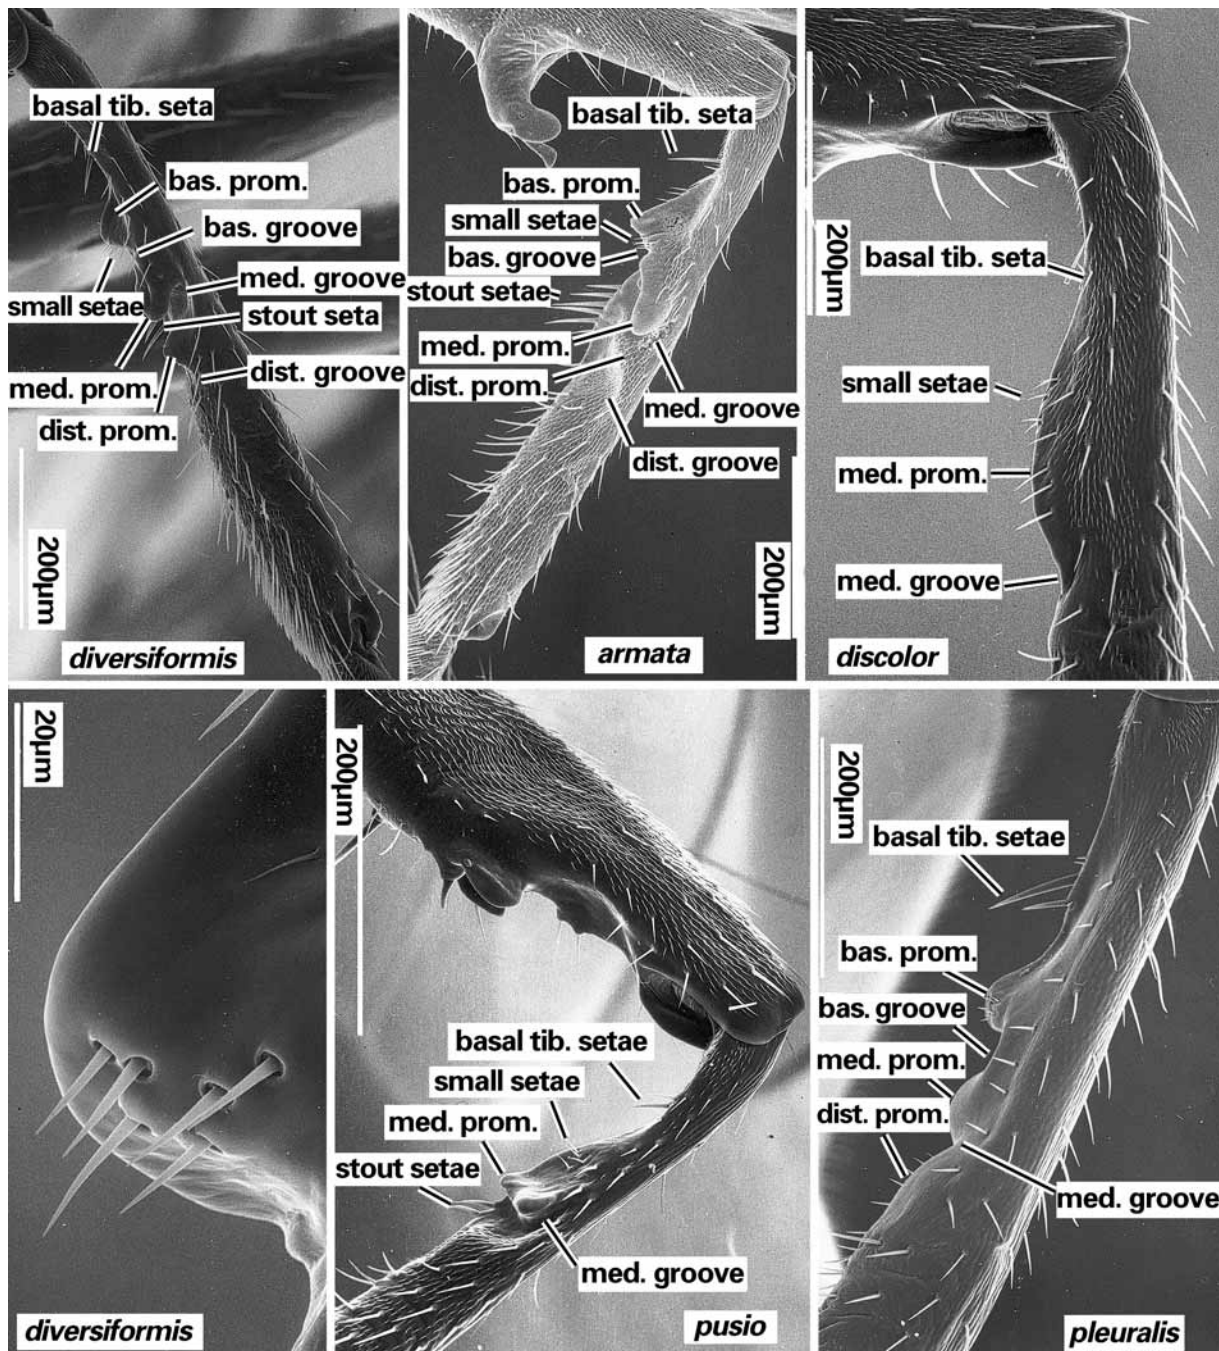 basal tib. seta
bas. prom.
bas. groove
med. groove
small setae
stout seta
dist. groove
med. prom.
dist. prom.
200µm
diversiformis
basal tib. seta
bas. prom.
small setae
bas. groove
stout setae
med. prom.
dist. prom.
med. groove
dist. groove
200µm
armata
200µm
basal tib. seta
small setae
med. prom.
med. groove
discolor
20µm
diversiformis
200µm
basal tib. setae
small setae
med. prom.
stout setae
med. groove
pusio
200µm
basal tib. setae
bas. prom.
bas. groove
med. prom.
dist. prom.
med. groove
pleuralis